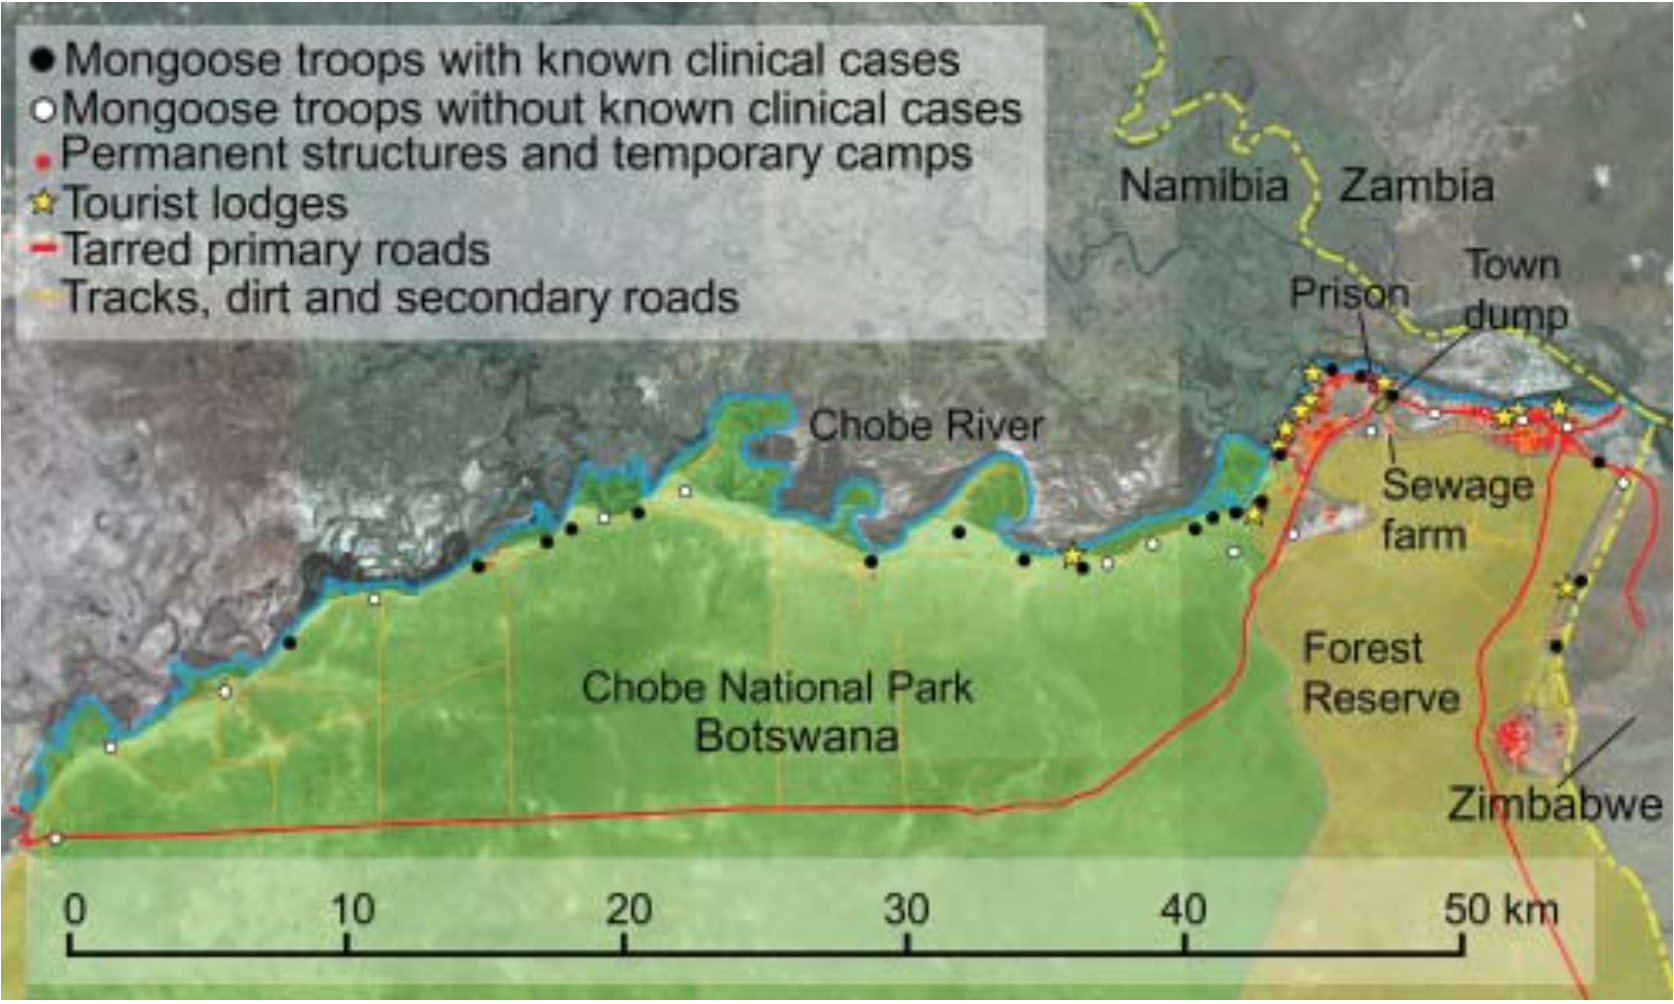 Mongoose troops with known clinical cases
Mongoose troops without known clinical cases
Permanent structures and temporary camps
Tourist lodges
Tarred primary roads
Tracks, dirt and secondary roads
Namibia
Zambia
Prison
Town
dump
Chobe River
Sewage
farm
Chobe National Park
Botswana
Forest
Reserve
Zimbabwe
0 10 20 30 40 50 km